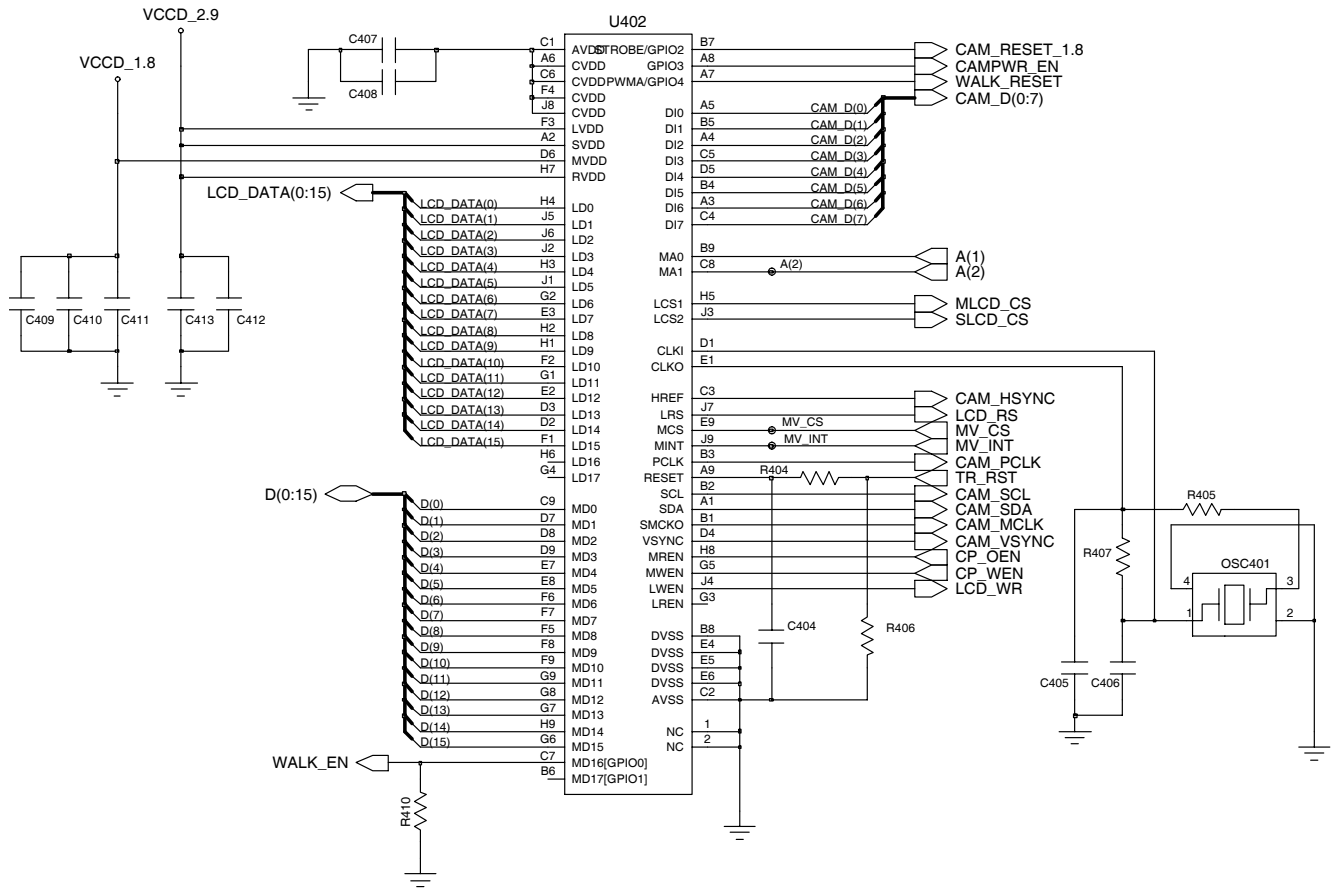 VCCD_2.9
VCCD_1.8
U402
C407
C408
C1 AVDD
A6 CVDD
C6 CVDD
F4 CVDD
J8 CVDD
F3 LVDD
A2 SVDD
D6 MVDD
H7 RVDD
LCD_DATA(0:15)
LCD_DATA(0) H4 LD0
LCD_DATA(1) J5 LD1
LCD_DATA(2) J6 LD2
LCD_DATA(3) J2 LD3
LCD_DATA(4) H3 LD4
LCD_DATA(5) J1 LD5
LCD_DATA(6) G2 LD6
LCD_DATA(7) E3 LD7
LCD_DATA(8) H2 LD8
LCD_DATA(9) H1 LD9
LCD_DATA(10) F2 LD10
LCD_DATA(11) G1 LD11
LCD_DATA(12) E2 LD12
LCD_DATA(13) D3 LD13
LCD_DATA(14) D2 LD14
LCD_DATA(15) F1 LD15
H6 LD16
G4 LD17
C409 C410 C411 C413 C412
D(0:15)
D(0) C9 MD0
D(1) D7 MD1
D(2) D8 MD2
D(3) D9 MD3
D(4) E7 MD4
D(5) E8 MD5
D(6) F6 MD6
D(7) F7 MD7
D(8) F5 MD8
D(9) F8 MD9
D(10) F9 MD10
D(11) G9 MD11
D(12) G8 MD12
D(13) G7 MD13
D(14) H9 MD14
D(15) G6 MD15
WALK_EN C7 MD16[GPIO0]
B6 MD17[GPIO1]
R410
STROBE/GPIO2 B7 CAM_RESET_1.8
GPIO3 A8 CAMPWR_EN
PWMA/GPIO4 A7 WALK_RESET
CAM_D(0:7)
DI0 A5 CAM_D(0)
DI1 B5 CAM_D(1)
DI2 A4 CAM_D(2)
DI3 C5 CAM_D(3)
DI4 D5 CAM_D(4)
DI5 B4 CAM_D(5)
DI6 A3 CAM_D(6)
DI7 C4 CAM_D(7)
MA0 B9 A(1)
MA1 C8 A(2) A(2)
LCS1 H5 MLCD_CS
LCS2 J3 SLCD_CS
CLKI D1
CLKO E1
HREF C3 CAM_HSYNC
LRS J7 LCD_RS
MCS E9 MV_CS MV_CS
MINT J9 MV_INT MV_INT
PCLK B3 CAM_PCLK
RESET A9 R404 TR_RST
SCL B2 CAM_SCL
SDA A1 CAM_SDA
SMCKO B1 CAM_MCLK
VSYNC D4 CAM_VSYNC
MREN H8 CP_OEN
MWEN G5 CP_WEN
LWEN J4 LCD_WR
LREN G3
DVSS B8
DVSS E4
DVSS E5
DVSS E6
AVSS C2
NC 1
NC 2
C404
R406
R405
R407
OSC401
4 3
1 2
C405 C406